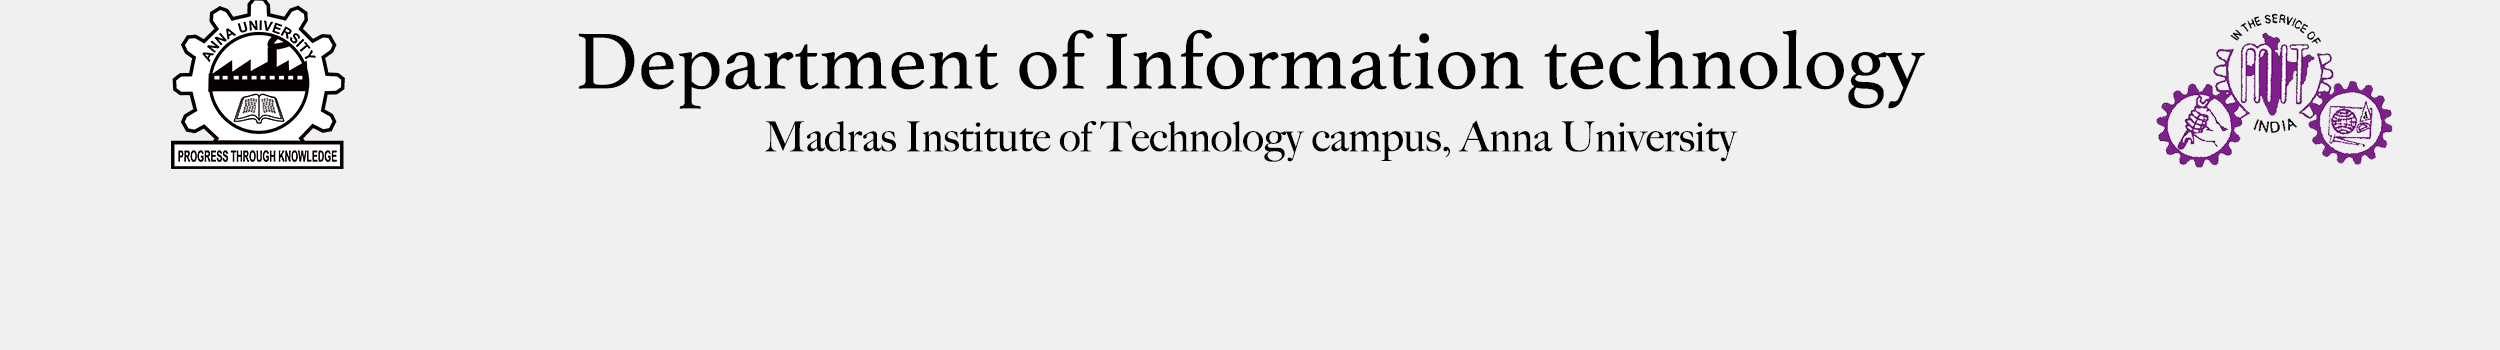 ANNA UNIVERSITY
PROGRESS THROUGH KNOWLEDGE
Department of Information technology
Madras Institute of Technology campus, Anna University
IN THE SERVICE OF
INDIA